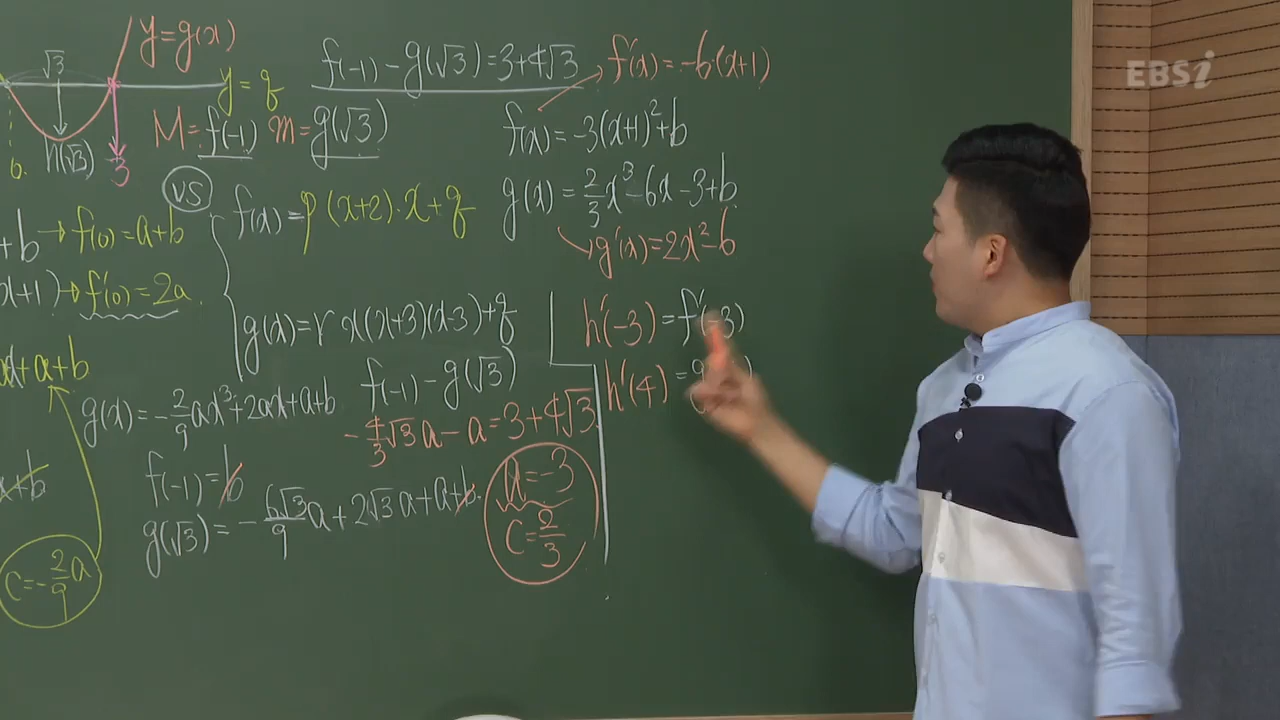 y=g(x)
√3
y=q
f(-1)-g(√3)=3+4√3
f'(x)=-6(x+1)
EBSi
M=f(-1) m=g(√3)
h(√3)
-3
6.
f(x)=-3(x+1)²+b
VS
g(x)=2/3x³-6x-3+b
+b→f(0)=a+b
f(x)=p(x+2)·x+q
g'(x)=2x²-6
x+1)→f'(0)=2a
g(x)=r x(x+3)(x-3)+q
h'(-3)=f'(-3)
+a+b
f(-1)-g(√3)
h'(4)=g
g(x)=-2/9ax³+2ax+a+b
-4/3√3a-a=3+4√3
f(-1)=b
a=-3
x+b
g(√3)=-6√3/9a+2√3a+a+b
c=2/3
c=-2/9a